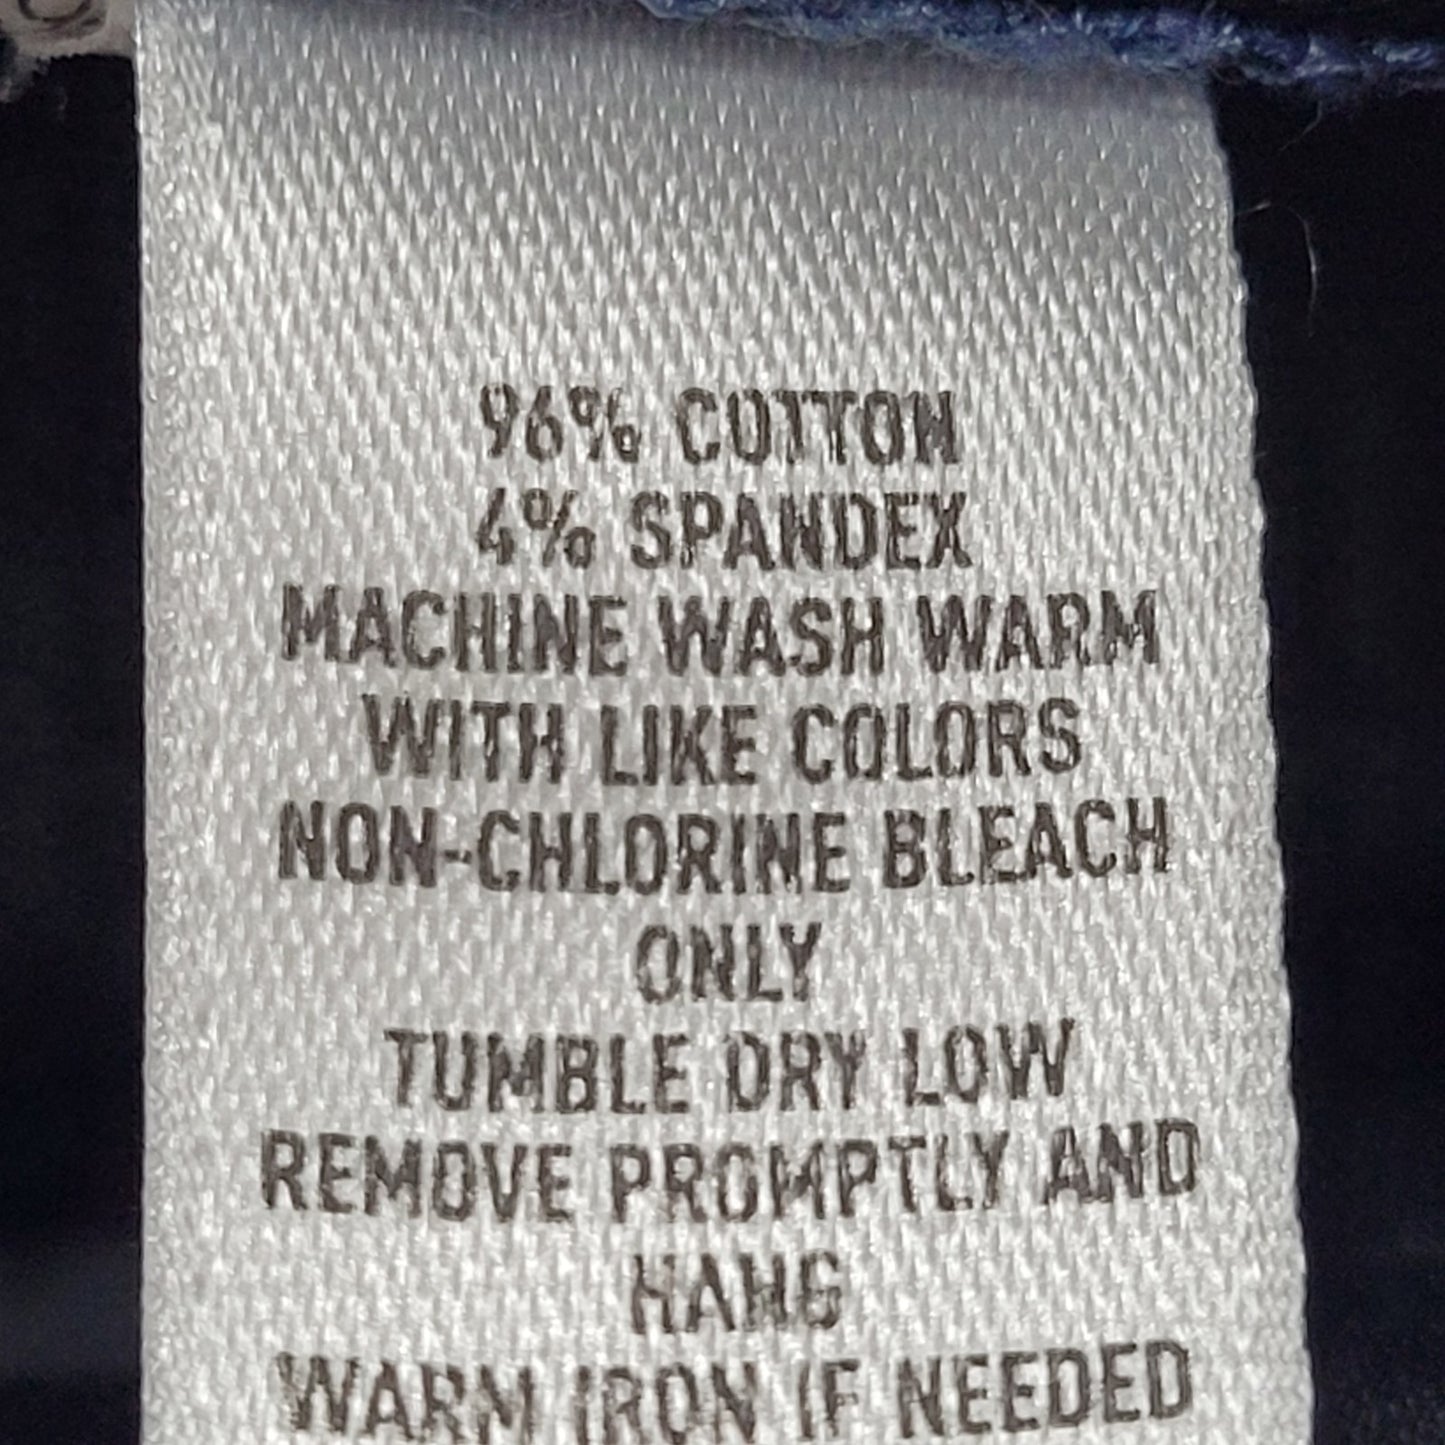 96% COTTON
4% SPANDEX
MACHINE WASH WARM
WITH LIKE COLORS
NON-CHLORINE BLEACH
ONLY
TUMBLE DRY LOW
REMOVE PROMPTLY AND
HANG
WARM IRON IF NEEDED